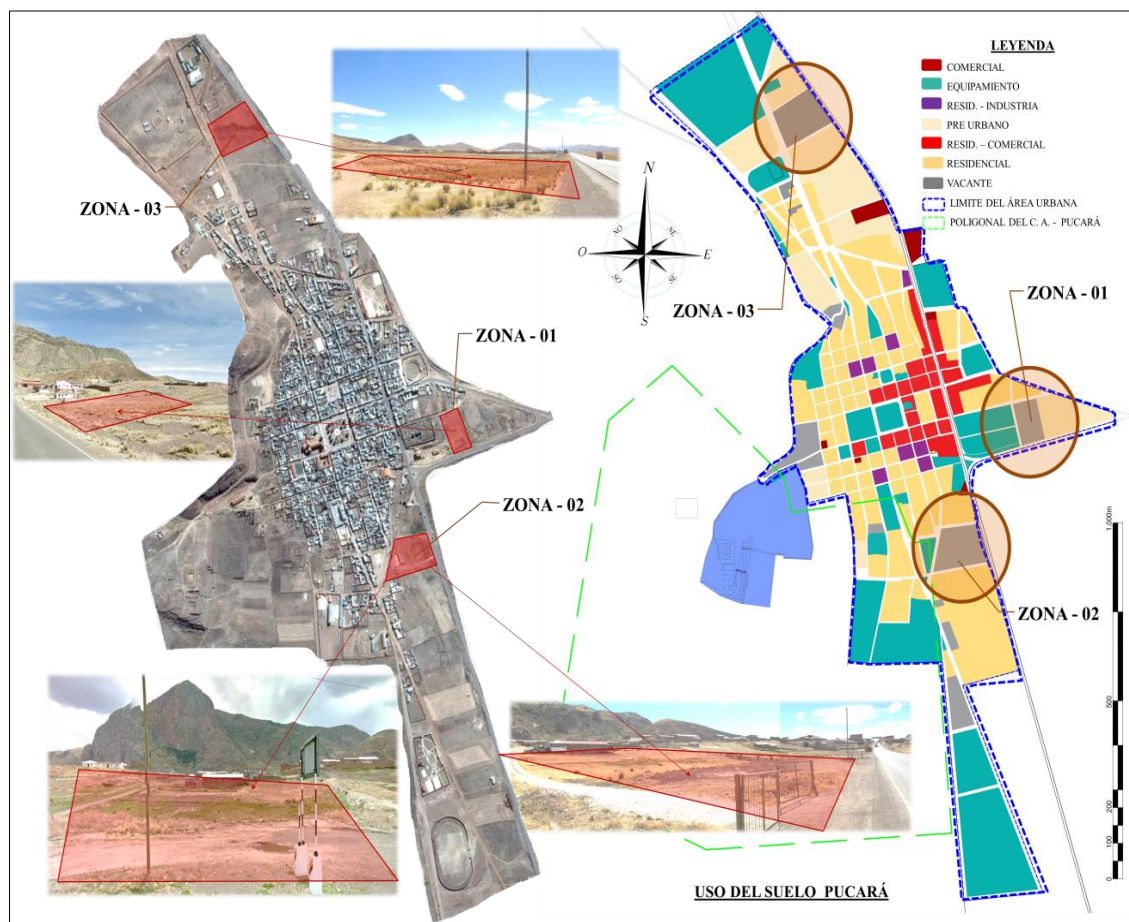 LEYENDA
COMERCIAL
EQUIPAMIENTO
RESID. - INDUSTRIA
PRE URBANO
RESID. – COMERCIAL
RESIDENCIAL
VACANTE
LIMITE DEL ÁREA URBANA
POLIGONAL DEL C. A. - PUCARÁ
ZONA - 03
N
NO
NE
O
E
SO
SE
S
ZONA - 03
ZONA - 01
ZONA - 01
ZONA - 02
ZONA - 02
1,000m
500
200
100
0
USO DEL SUELO PUCARÁ